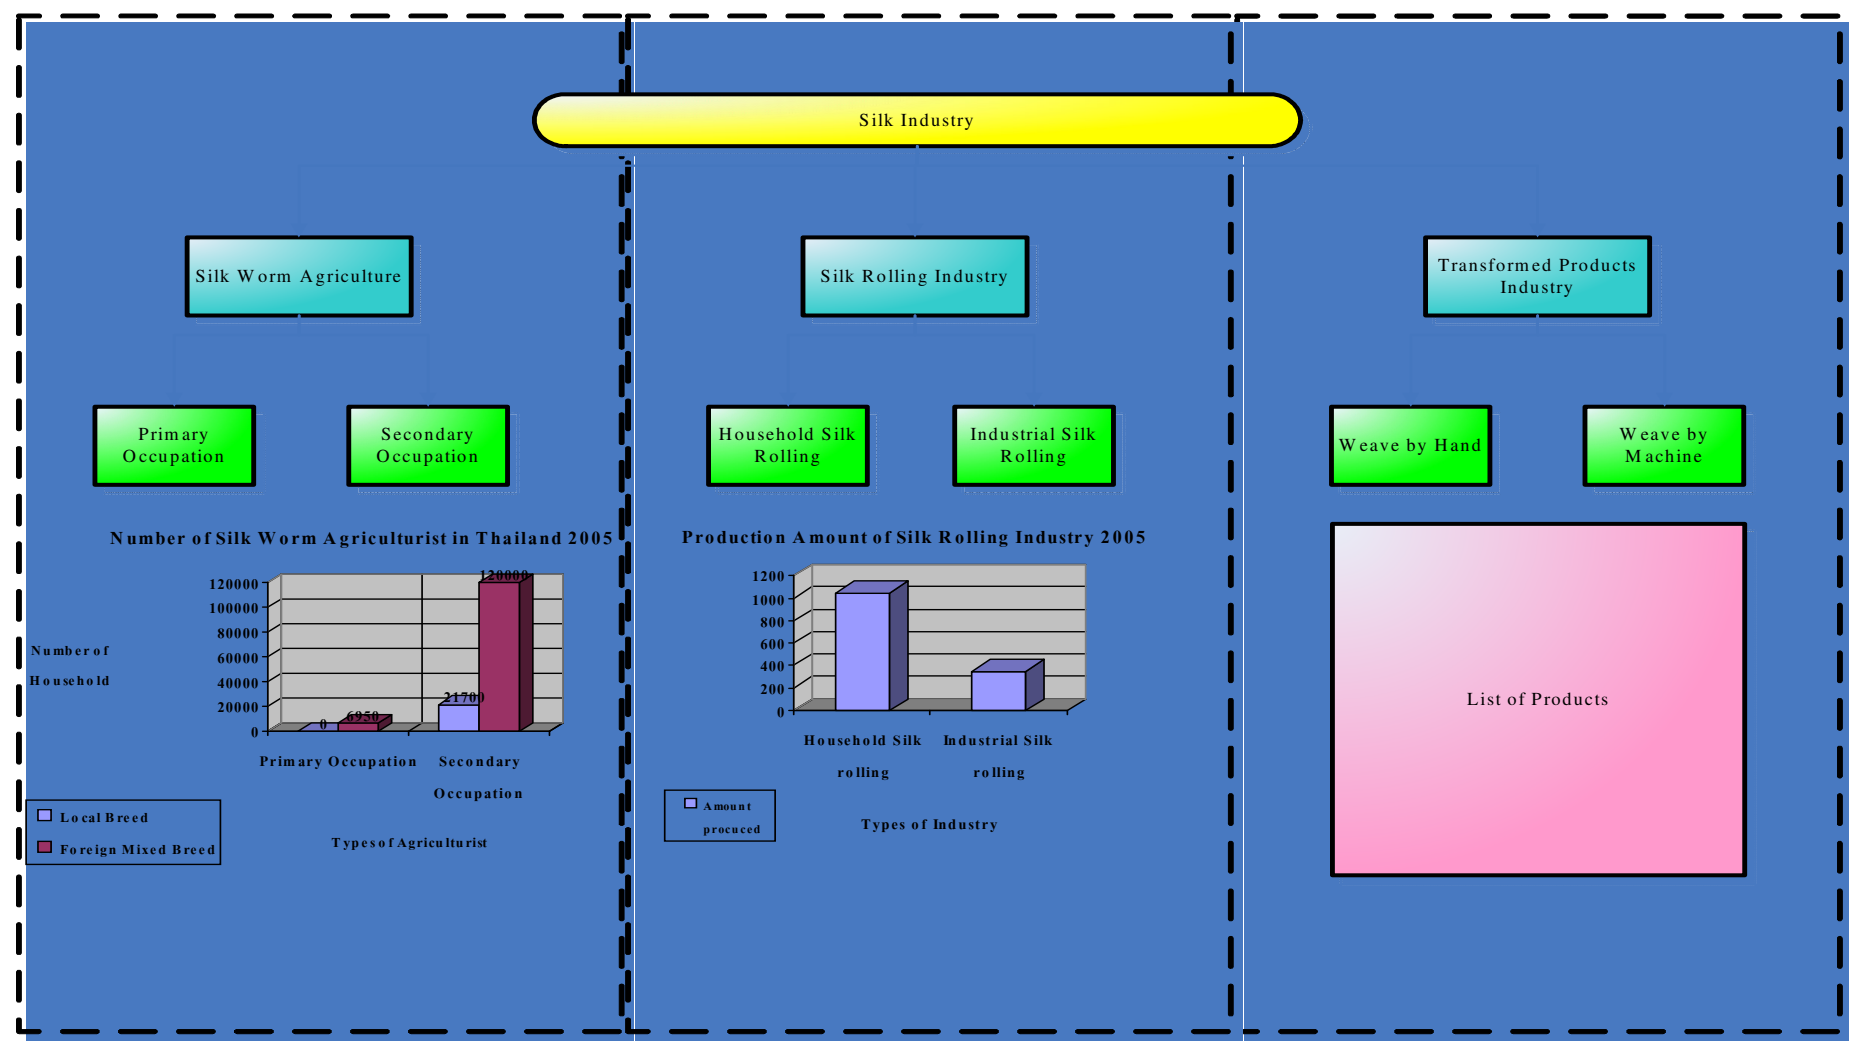 Silk Industry
Silk Worm Agriculture
Silk Rolling Industry
Transformed Products
Industry
Primary
Occupation
Secondary
Occupation
Household Silk
Rolling
Industrial Silk
Rolling
Weave by Hand
Weave by
Machine
Number of Silk Worm Agriculturist in Thailand 2005
120000
100000
80000
60000
40000
20000
0
Number of
Household
0
6950
21700
120000
Primary Occupation
Secondary
Occupation
Local Breed
Foreign Mixed Breed
Types of Agriculturist
Production Amount of Silk Rolling Industry 2005
1200
1000
800
600
400
200
0
Household Silk
rolling
Industrial Silk
rolling
Amount
procuced
Types of Industry
List of Products